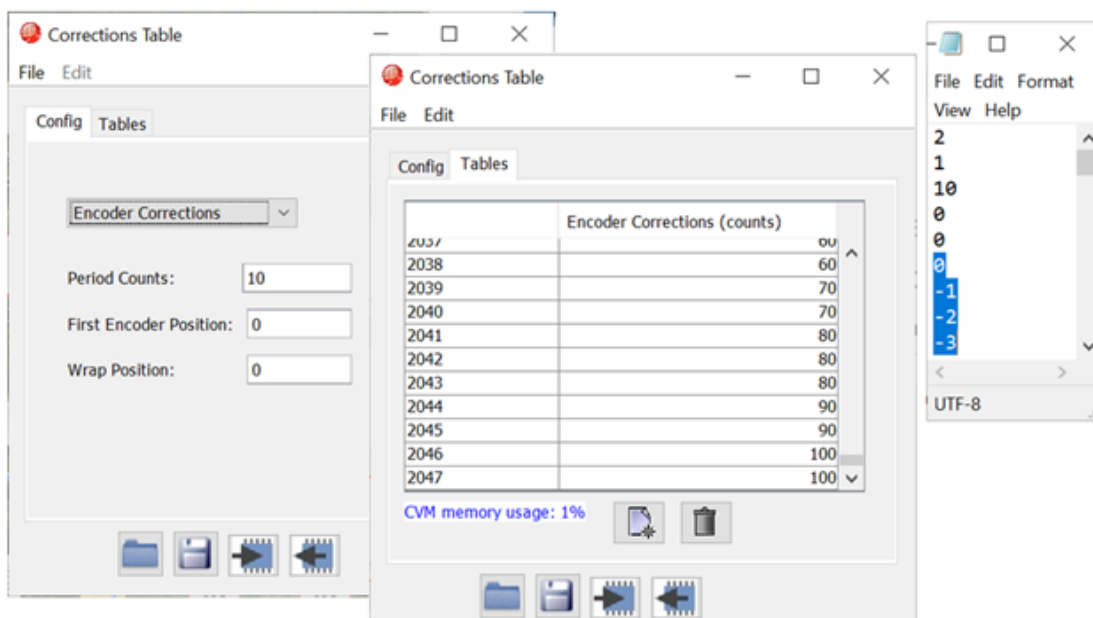 Corrections Table
File Edit
Config Tables
Encoder Corrections
Period Counts: 10
First Encoder Position: 0
Wrap Position: 0
Corrections Table
File Edit
Config Tables
Encoder Corrections (counts)
2037 60
2038 60
2039 70
2040 70
2041 80
2042 80
2043 80
2044 90
2045 90
2046 100
2047 100
CVM memory usage: 1%
File Edit Format
View Help
2
1
10
0
0
0
-1
-2
-3
UTF-8